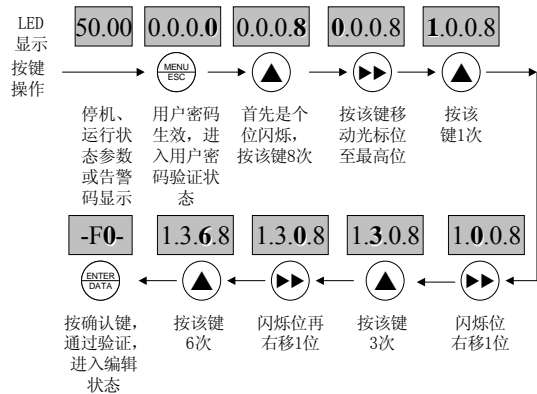 LED
显示
50.00
0.0.0.0
0.0.0.8
0.0.0.8
1.0.0.8
按键
操作
MENU
ESC
停机、
运行状
态参数
或告警
码显示
用户密码
生效，进
入用户密
码验证状
态
首先是个
位闪烁，
按该键8次
按该键移
动光标位
至最高位
按该
键1次
-F0-
1.3.6.8
1.3.0.8
1.3.0.8
1.0.0.8
ENTER
DATA
按确认键，
通过验证，
进入编辑
状态
按该键
6次
闪烁位再
右移1位
按该键
3次
闪烁位
右移1位